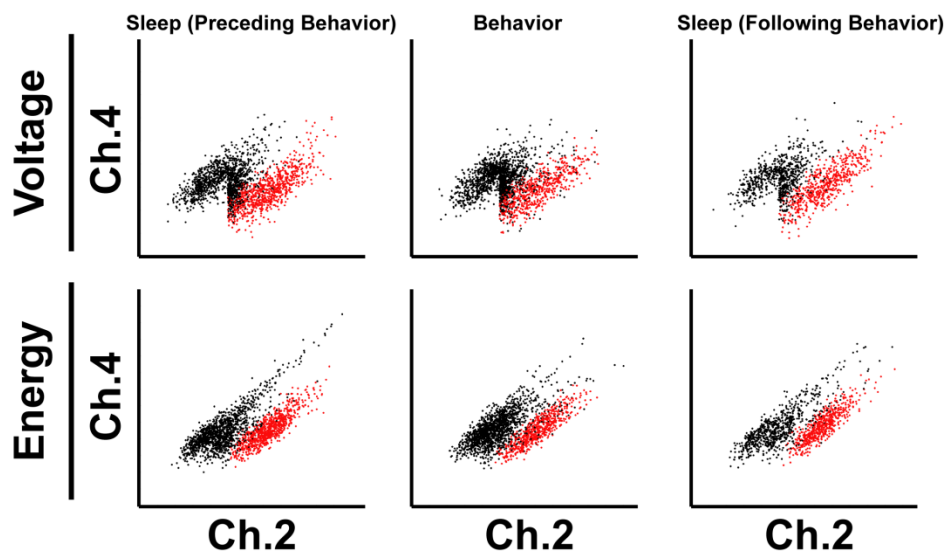 Sleep (Preceding Behavior)
Behavior
Sleep (Following Behavior)
Voltage
Ch.4
Energy
Ch.4
Ch.2
Ch.2
Ch.2